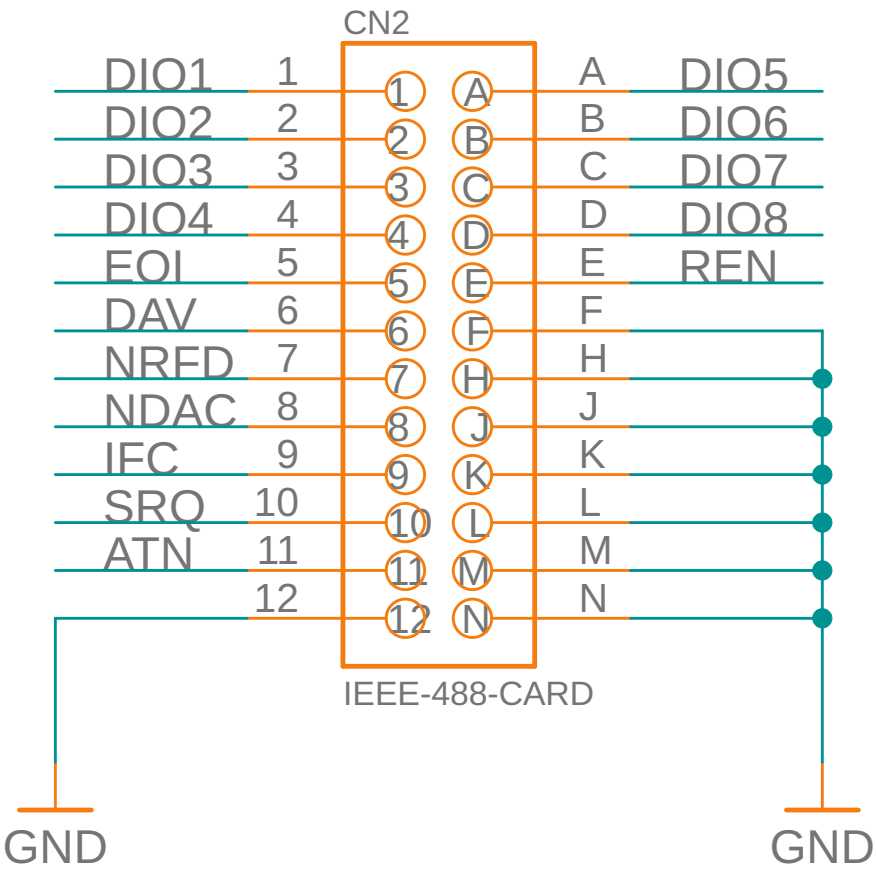 CN2
DIO1 1 1 A A DIO5
DIO2 2 2 B B DIO6
DIO3 3 3 C C DIO7
DIO4 4 4 D D DIO8
EOI 5 5 E E REN
DAV 6 6 F F
NRFD 7 7 H H
NDAC 8 8 J J
IFC 9 9 K K
SRQ 10 10 L L
ATN 11 11 M M
12 12 N N
IEEE-488-CARD
GND GND